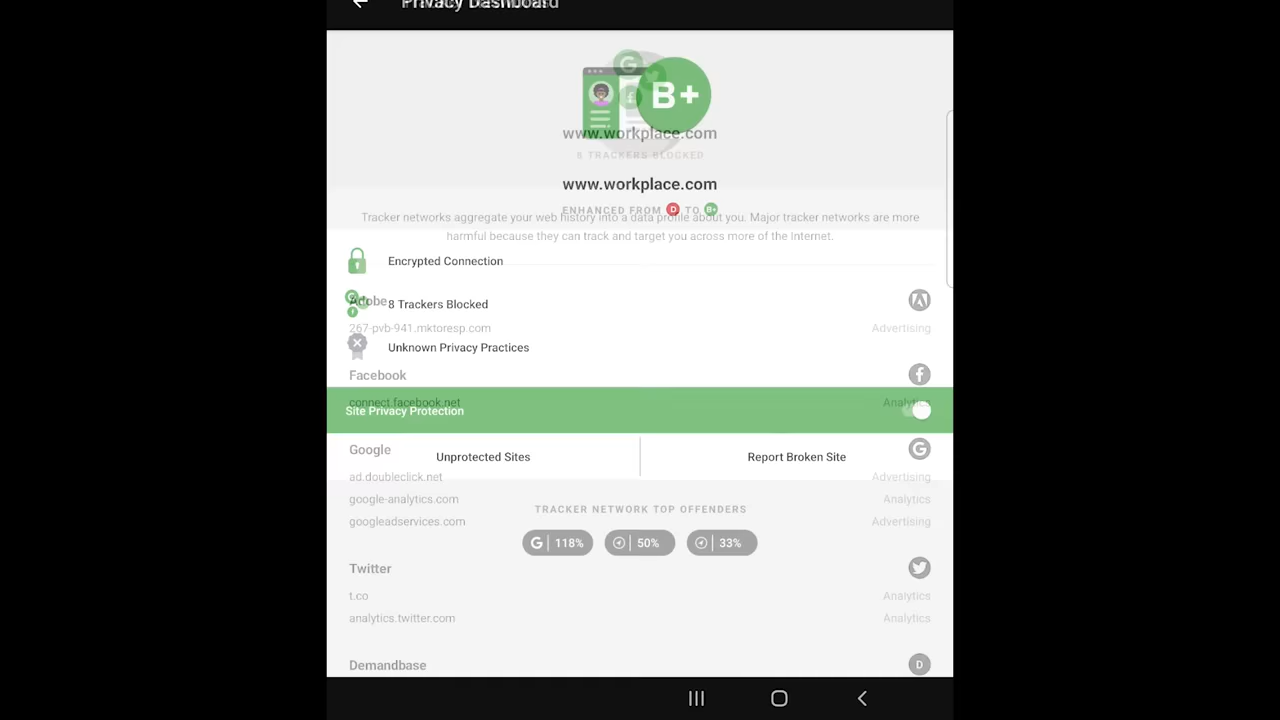 Privacy Dashboard
B+
www.workplace.com
8 TRACKERS BLOCKED
www.workplace.com
ENHANCED FROM D TO B+
Tracker networks aggregate your web history into a data profile about you. Major tracker networks are more
harmful because they can track and target you across more of the Internet.
Encrypted Connection
Adobe
8 Trackers Blocked
267-pvb-941.mktoresp.com Advertising
Unknown Privacy Practices
Facebook
connect.facebook.net Analytics
Site Privacy Protection
Google
Unprotected Sites Report Broken Site
ad.doubleclick.net Advertising
google-analytics.com Analytics
TRACKER NETWORK TOP OFFENDERS
googleadservices.com Advertising
G 118% 50% 33%
Twitter
t.co Analytics
analytics.twitter.com Analytics
Demandbase D